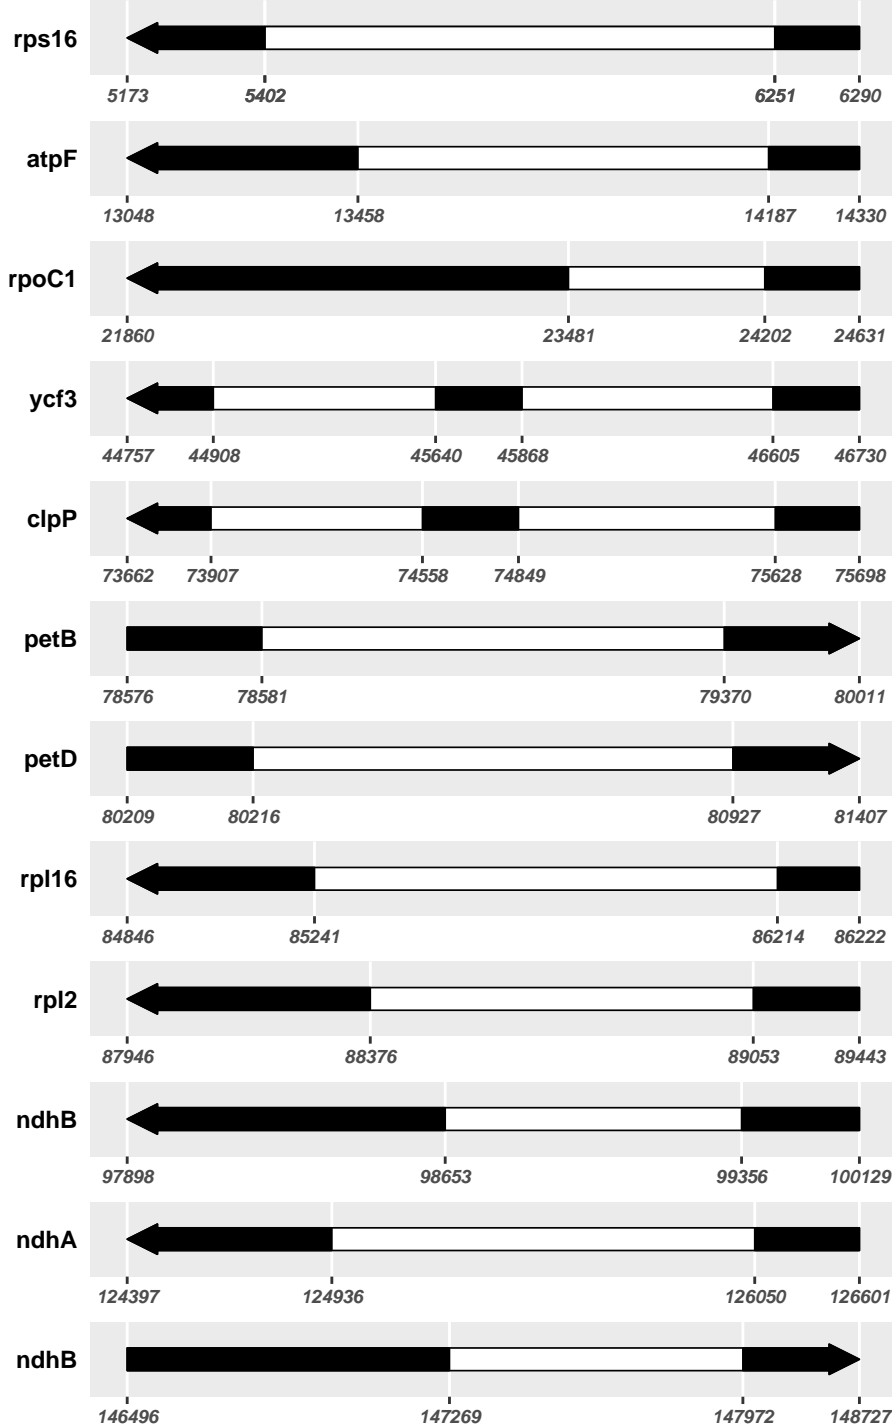 rps16
5173 5402 6251 6290
atpF
13048 13458 14187 14330
rpoC1
21860 23481 24202 24631
ycf3
44757 44908 45640 45868 46605 46730
clpP
73662 73907 74558 74849 75628 75698
petB
78576 78581 79370 80011
petD
80209 80216 80927 81407
rpl16
84846 85241 86214 86222
rpl2
87946 88376 89053 89443
ndhB
97898 98653 99356 100129
ndhA
124397 124936 126050 126601
ndhB
146496 147269 147972 148727